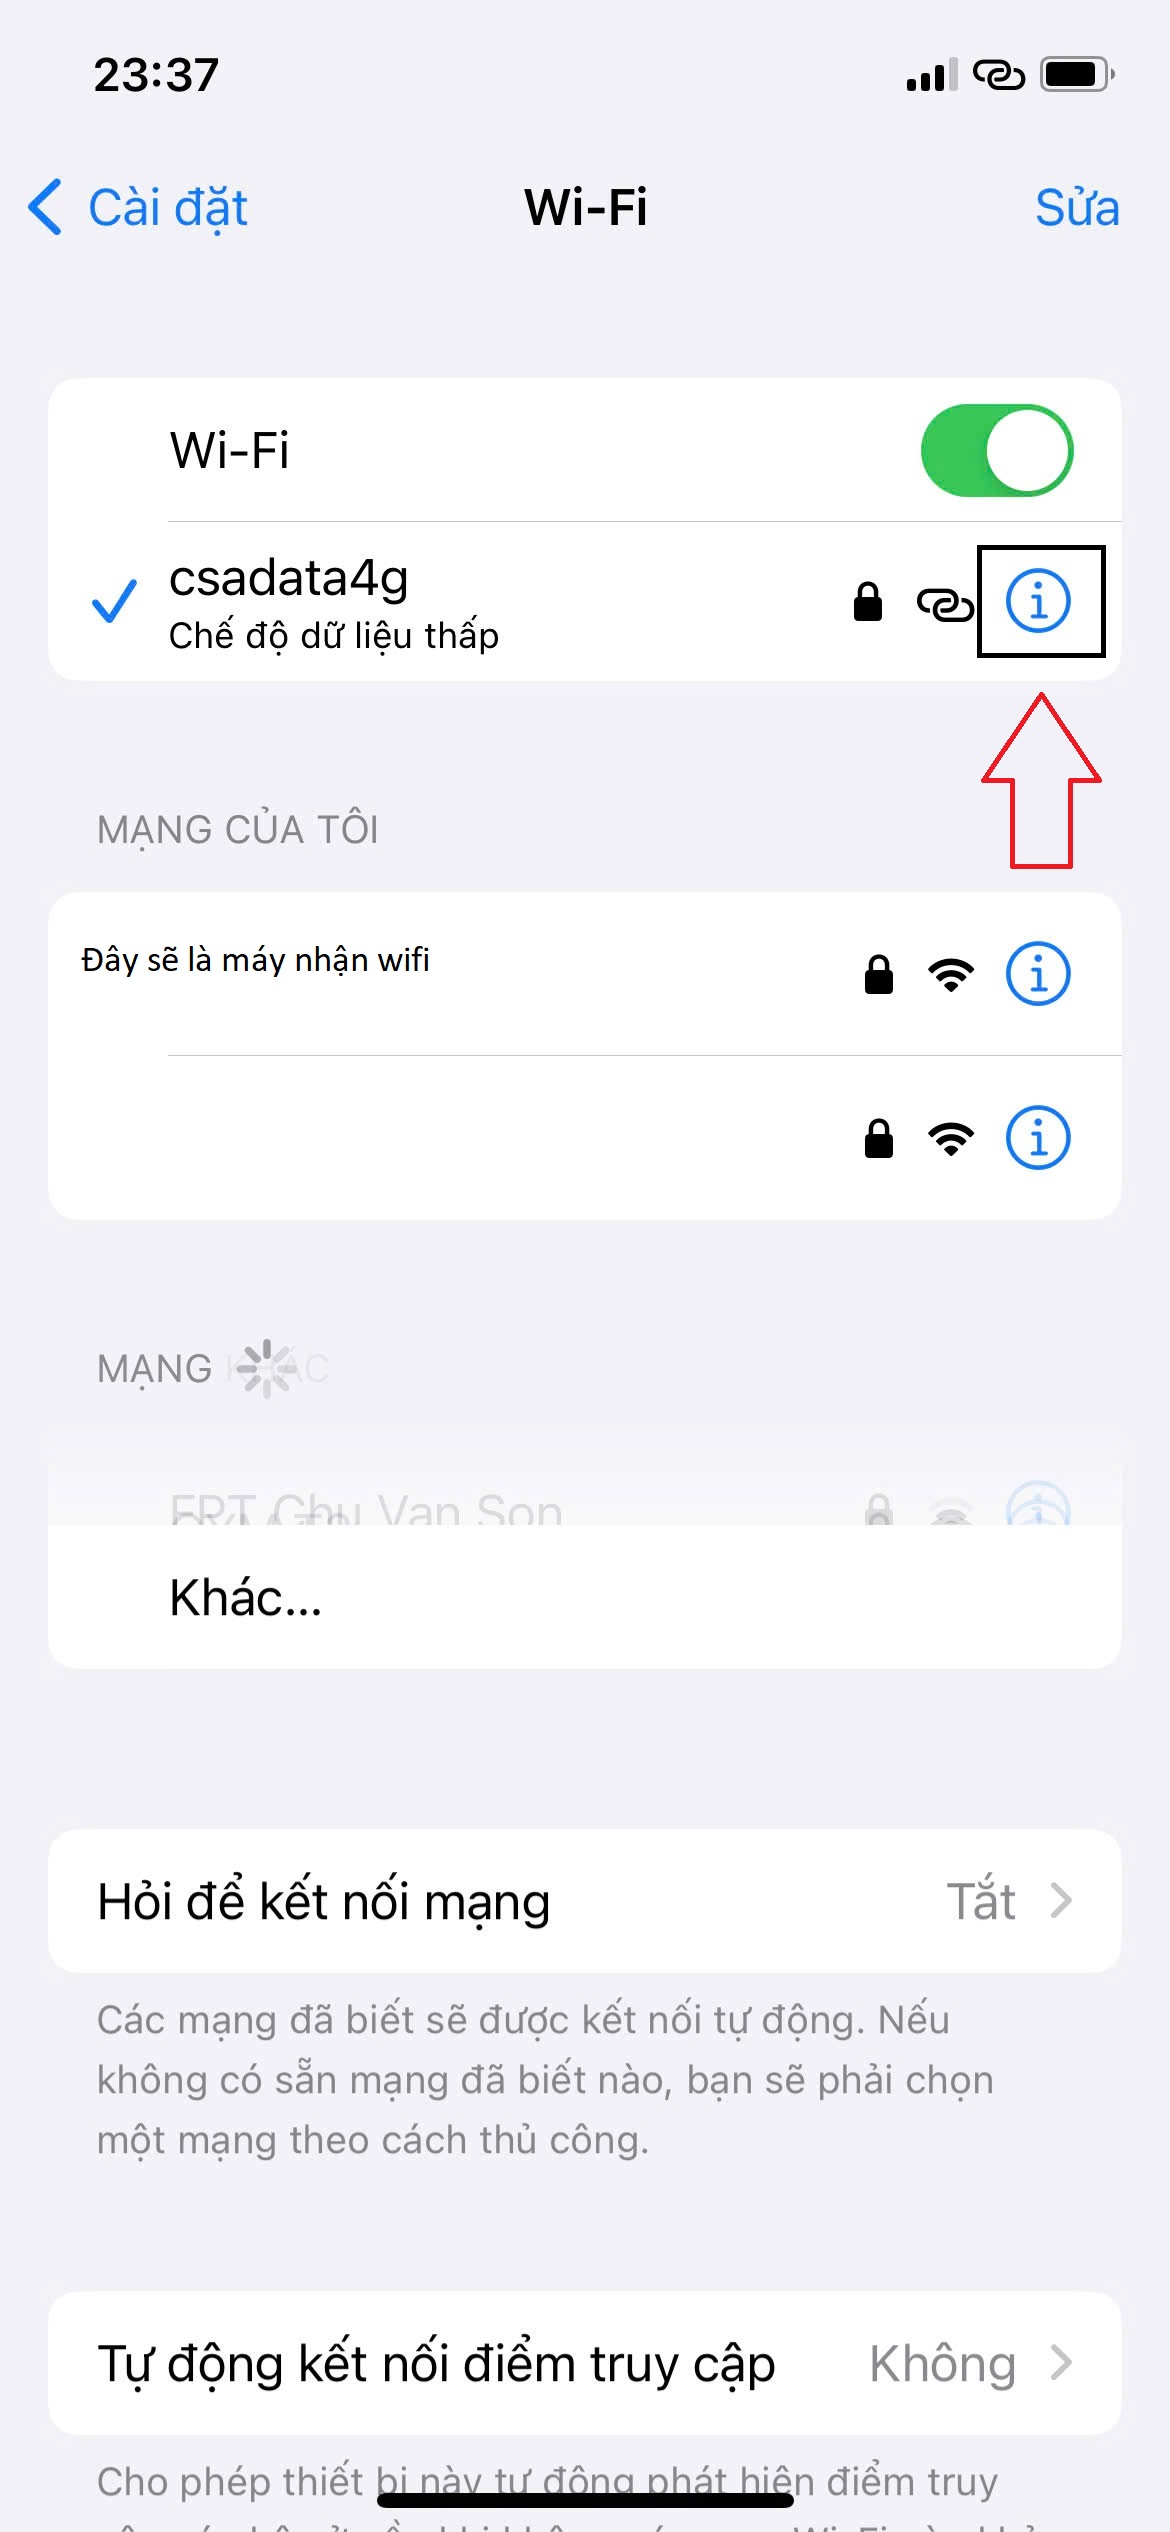 23:37
Cài đặt
Wi-Fi
Sửa
Wi-Fi
csadata4g
Chế độ dữ liệu thấp
MẠNG CỦA TÔI
Đây sẽ là máy nhận wifi
MẠNG KHÁC
FPT Chu Van Son
Khác...
Hỏi để kết nối mạng
Tắt
Các mạng đã biết sẽ được kết nối tự động. Nếu
không có sẵn mạng đã biết nào, bạn sẽ phải chọn
một mạng theo cách thủ công.
Tự động kết nối điểm truy cập
Không
Cho phép thiết bị này tự động phát hiện điểm truy